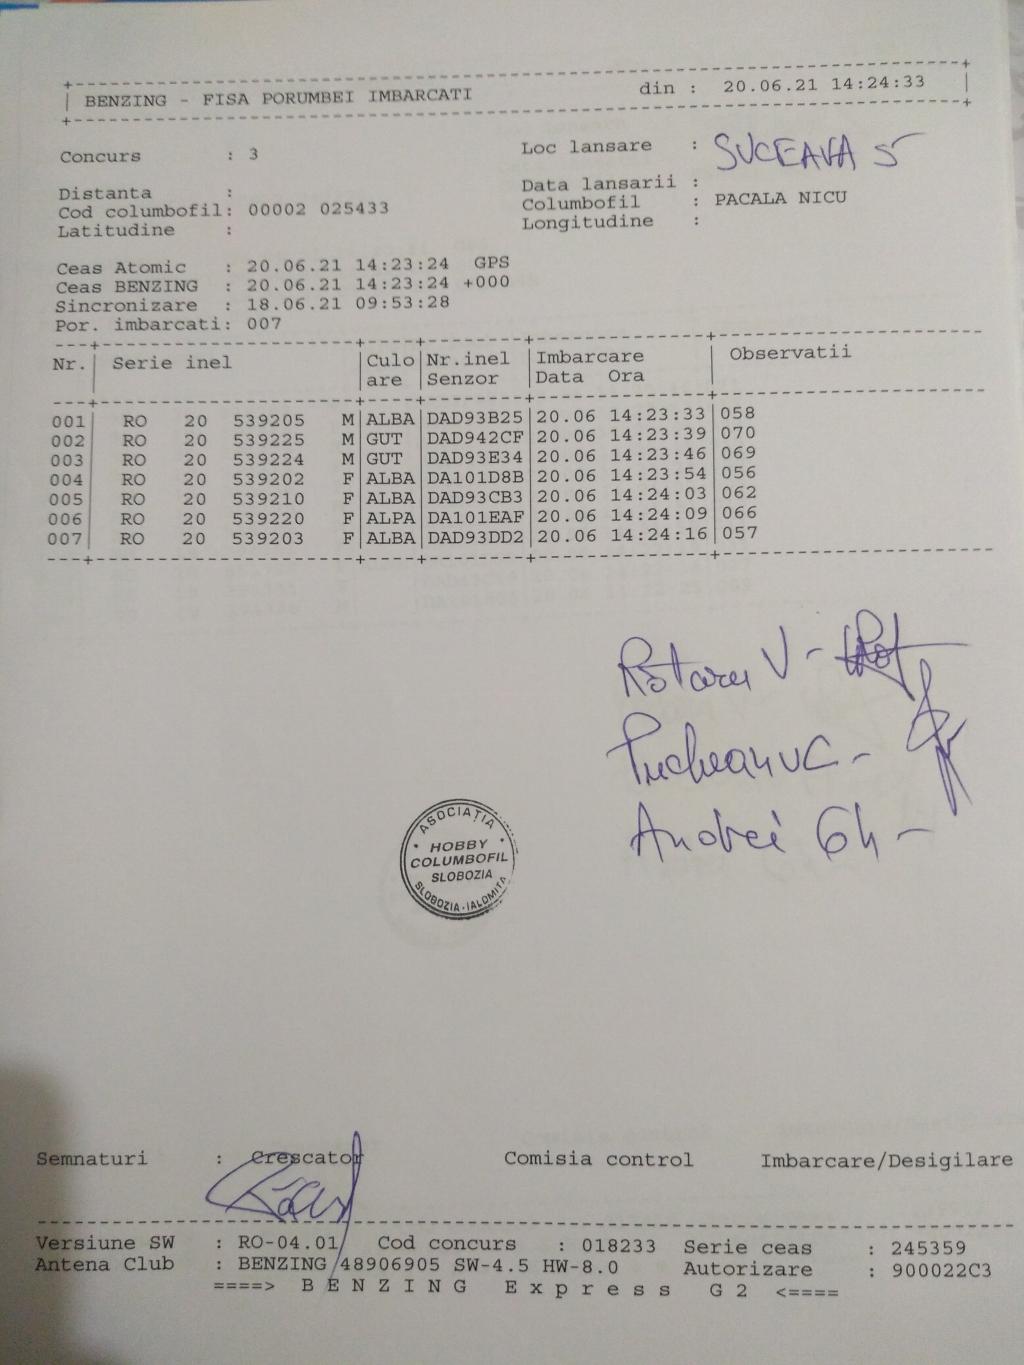 BENZING - FISA PORUMBEI IMBARCATI din : 20.06.21 14:24:33
Concurs : 3 Loc lansare : SUCEAVA 5
Distanta : Data lansarii :
Cod columbofil: 00002 025433 Columbofil : PACALA NICU
Latitudine : Longitudine :
Ceas Atomic : 20.06.21 14:23:24 GPS
Ceas BENZING : 20.06.21 14:23:24 +000
Sincronizare : 18.06.21 09:53:28
Por. imbarcati: 007
Nr. Serie inel Culo Nr.inel Imbarcare Observatii
are Senzor Data Ora
001 RO 20 539205 M ALBA DAD93B25 20.06 14:23:33 058
002 RO 20 539225 M GUT DAD942CF 20.06 14:23:39 070
003 RO 20 539224 M GUT DAD93E34 20.06 14:23:46 069
004 RO 20 539202 F ALBA DA101D8B 20.06 14:23:54 056
005 RO 20 539210 F ALBA DAD93CB3 20.06 14:24:03 062
006 RO 20 539220 F ALPA DA101EAF 20.06 14:24:09 066
007 RO 20 539203 F ALBA DAD93DD2 20.06 14:24:16 057
Rotaru V -
Andrei Gh -
ASOCIAȚIA
HOBBY
COLUMBOFIL
SLOBOZIA
SLOBOZIA-IALOMITA
Semnaturi : Crescator Comisia control Imbarcare/Desigilare
Versiune SW : RO-04.01 Cod concurs : 018233 Serie ceas : 245359
Antena Club : BENZING 48906905 SW-4.5 HW-8.0 Autorizare : 900022C3
====> B E N Z I N G E x p r e s s G 2 <====